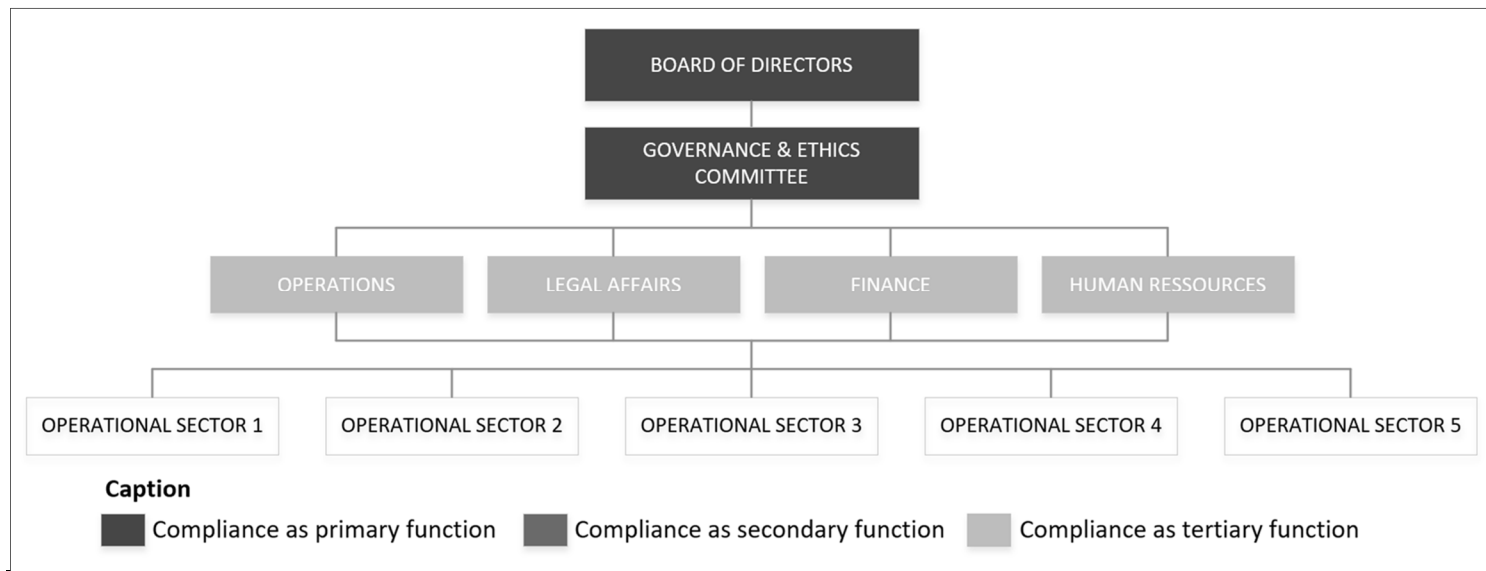 BOARD OF DIRECTORS
GOVERNANCE & ETHICS
COMMITTEE
OPERATIONS
LEGAL AFFAIRS
FINANCE
HUMAN RESSOURCES
OPERATIONAL SECTOR 1
OPERATIONAL SECTOR 2
OPERATIONAL SECTOR 3
OPERATIONAL SECTOR 4
OPERATIONAL SECTOR 5
Caption
Compliance as primary function
Compliance as secondary function
Compliance as tertiary function